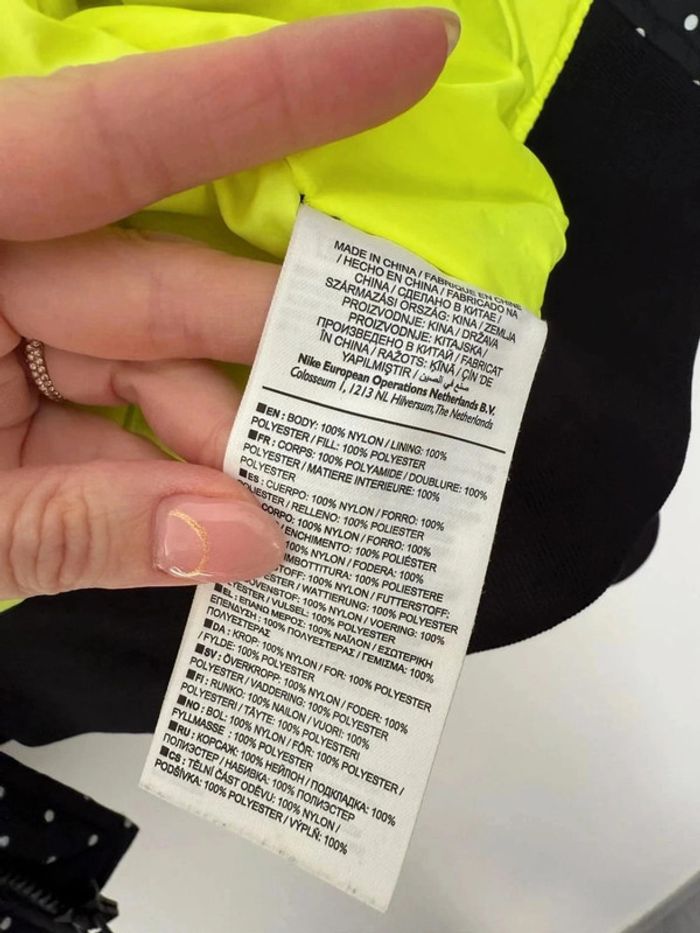 MADE IN CHINA / FABRIQUE EN CHINE
/ HECHO EN CHINA / FABRICADO NA
CHINA / СДЕЛАНО В КИТАЕ /
SZÁRMAZÁSI ORSZÁG: KÍNA / ZEMLJA
PROIZVODNJE: KINA / DRŽAVA
PROIZVODNJE: KITAJSKA /
ПРОИЗВЕДЕНО В КИТАЙ / FABRICAT
ÎN CHINA / RAŽOTS: ĶĪNĀ / ÇİN'DE
YAPILMIŞTIR / صنع في الصين
Nike European Operations Netherlands B.V.
Colosseum 1, 1213 NL Hilversum, The Netherlands
■EN : BODY: 100% NYLON / LINING: 100%
POLYESTER / FILL: 100% POLYESTER
■FR : CORPS: 100% POLYAMIDE / DOUBLURE: 100%
POLYESTER / MATIERE INTERIEURE: 100%
POLYESTER
■ES : CUERPO: 100% NYLON / FORRO: 100%
POLIESTER / RELLENO: 100% POLIESTER
CORPO: 100% NYLON / FORRO: 100%
/ ENCHIMENTO: 100% POLIÉSTER
100% NYLON / FODERA: 100%
IMBOTTITURA: 100% POLIESTERE
100% NYLON / FUTTERSTOFF:
/ WATTIERUNG: 100% POLYESTER
100% NYLON / VOERING: 100%
POLYESTER / VULSEL: 100% POLYESTER
■EL : ΕΠΑΝΩ ΜΕΡΟΣ: 100% ΝΑΪΛΟΝ / ΕΣΩΤΕΡΙΚΗ
ΕΠΕΝΔΥΣΗ : 100% ΠΟΛΥΕΣΤΕΡΑΣ / ΓΕΜΙΣΜΑ: 100%
ΠΟΛΥΕΣΤΕΡΑΣ
■DA : KROP: 100% NYLON / FOR: 100% POLYESTER
/ FYLDE: 100% POLYESTER
■SV : ÖVERKROPP: 100% NYLON / FODER: 100%
POLYESTER / VADDERING: 100% POLYESTER
■FI : RUNKO: 100% NAILON / VUORI: 100%
POLYESTERI / TÄYTE: 100% POLYESTERI
■NO : BOL: 100% NYLON / FÔR: 100% POLYESTER /
FYLLMASSE : 100% POLYESTER
■RU : КОРСАЖ: 100% НЕЙЛОН / ПОДКЛАДКА: 100%
ПОЛИЭСТЕР / НАБИВКА: 100% ПОЛИЭСТЕР
■CS : TĚLNÍ ČÁST ODĚVU: 100% NYLON /
PODŠÍVKA: 100% POLYESTER / VÝPLŇ: 100%